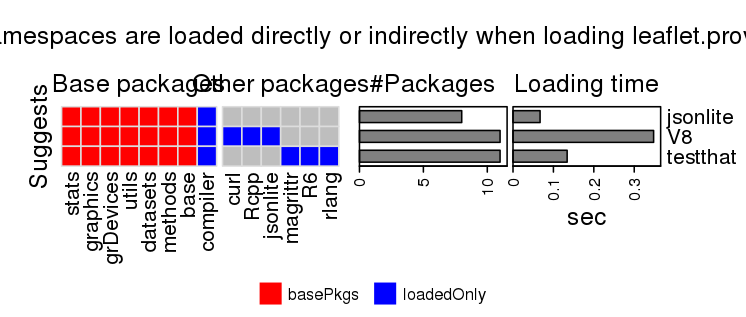 mespaces are loaded directly or indirectly when loading leaflet.prov
Base packages Other packages #Packages Loading time
Suggests
jsonlite
V8
testthat
0 5 10 0 0.1 0.2 0.3
sec
stats graphics grDevices utils datasets methods base compiler curl Rcpp jsonlite magrittr R6 rlang
basePkgs loadedOnly